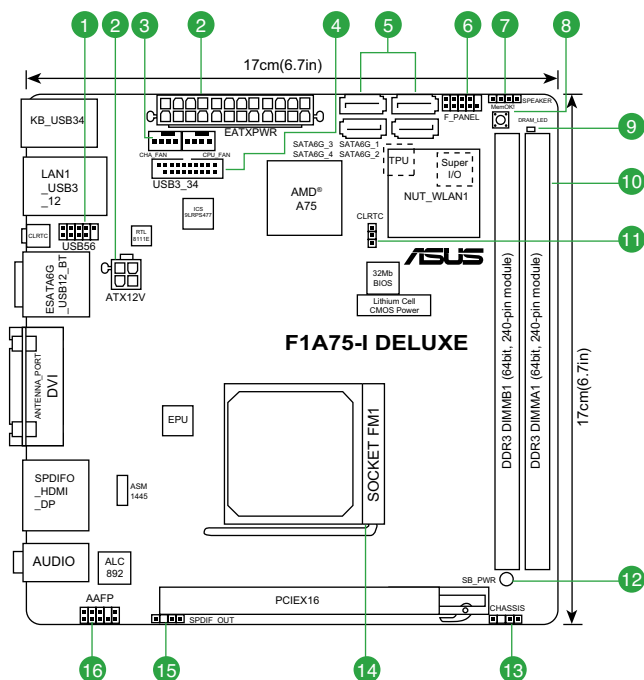 1
2
3
2
4
5
6
7
8
17cm(6.7in)
KB_USB34
EATXPWR
F_PANEL
SPEAKER
MemOK!
DRAM_LED
9
CHA_FAN
CPU_FAN
SATA6G_3
SATA6G_1
SATA6G_4
SATA6G_2
USB3_34
LAN1
_USB3
_12
TPU
Super
I/O
NUT_WLAN1
10
AMD®
A75
ICS
9LRPS477
CLRTC
RTL
8111E
CLRTC
USB56
11
ASUS
ESATA6G
_USB12_BT
ATX12V
32Mb
BIOS
Lithium Cell
CMOS Power
F1A75-I DELUXE
DDR3 DIMMB1 (64bit, 240-pin module)
DDR3 DIMMA1 (64bit, 240-pin module)
17cm(6.7in)
ANTENNA_PORT
DVI
EPU
SOCKET FM1
SPDIFO
_HDMI
_DP
ASM
1445
AUDIO
ALC
892
SB_PWR
12
AAFP
PCIEX16
CHASSIS
SPDIF_OUT
16
15
14
13